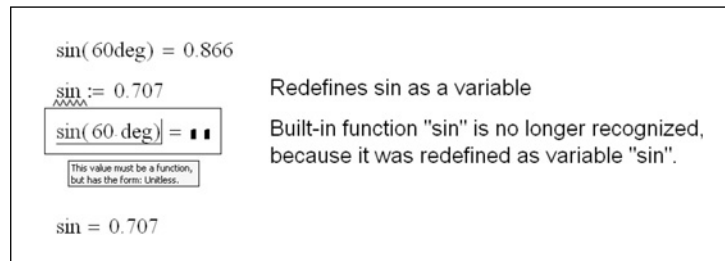 sin( 60deg) = 0.866
sin := 0.707 Redefines sin as a variable
sin( 60·deg) = ▪ ▪ Built-in function "sin" is no longer recognized,
because it was redefined as variable "sin".
This value must be a function,
but has the form: Unitless.
sin = 0.707